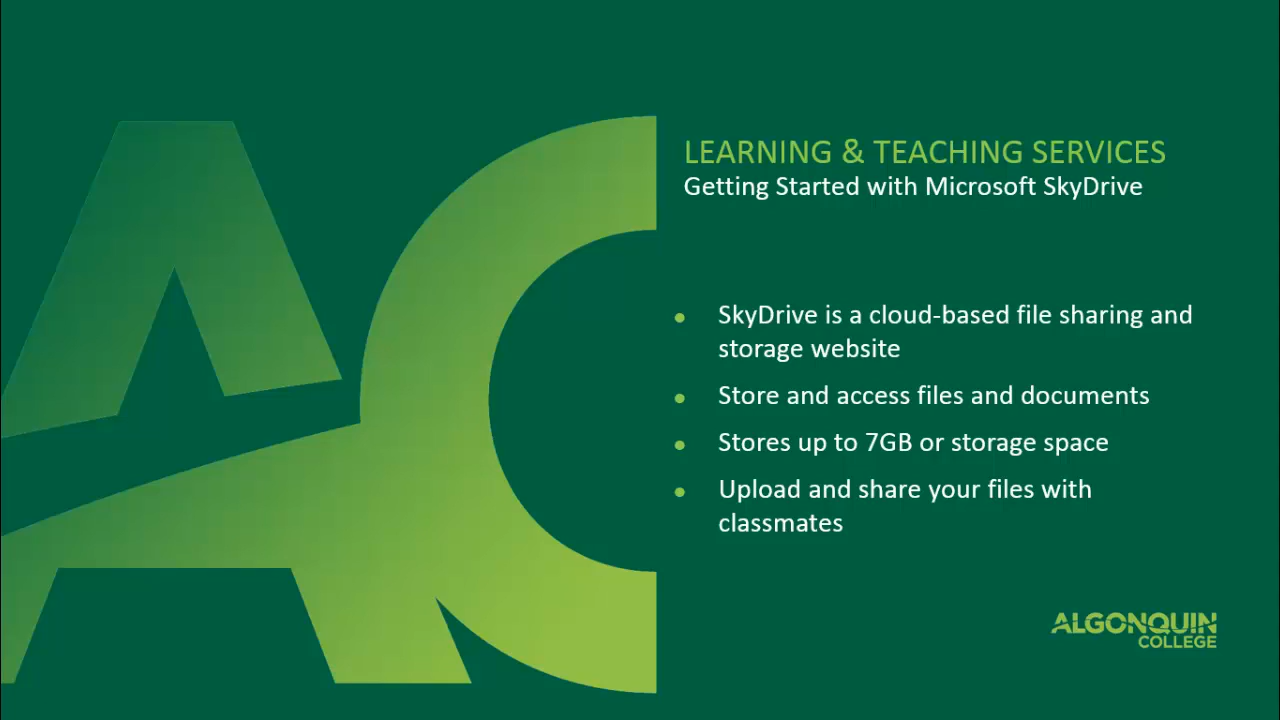 LEARNING & TEACHING SERVICES
Getting Started with Microsoft SkyDrive
• SkyDrive is a cloud-based file sharing and
storage website
• Store and access files and documents
• Stores up to 7GB or storage space
• Upload and share your files with
classmates
ALGONQUIN
COLLEGE
AC